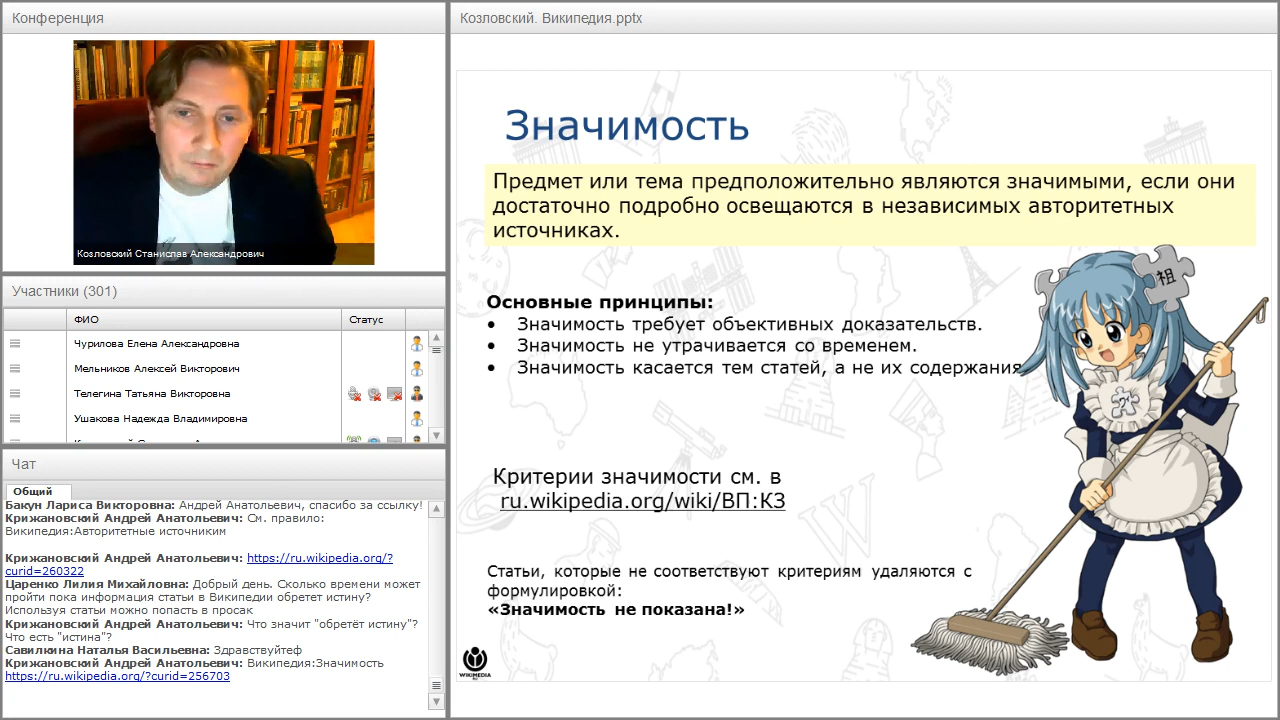 Конференция
Козловский Станислав Александрович
Участники (301)
ФИО Статус
Чурилова Елена Александровна
Мельников Алексей Викторович
Телегина Татьяна Викторовна
Ушакова Надежда Владимировна
Чат
Общий
Бакун Лариса Викторовна: Андрей Анатольевич, спасибо за ссылку!
Крижановский Андрей Анатольевич: См. правило:
Википедия:Авторитетные источниким
Крижановский Андрей Анатольевич: https://ru.wikipedia.org/?
curid=260322
Царенко Лилия Михайловна: Добрый день. Сколько времени может
пройти пока информация статьи в Википедии обретет истину?
Используя статьи можно попасть в просак
Крижановский Андрей Анатольевич: Что значит "обретёт истину"?
Что есть "истина"?
Савилкина Наталья Васильевна: Здравствуйтеф
Крижановский Андрей Анатольевич: Википедия:Значимость
https://ru.wikipedia.org/?curid=256703
Козловский. Википедия.pptx
Значимость
Предмет или тема предположительно являются значимыми, если они
достаточно подробно освещаются в независимых авторитетных
источниках.
Основные принципы:
• Значимость требует объективных доказательств.
• Значимость не утрачивается со временем.
• Значимость касается тем статей, а не их содержания
Критерии значимости см. в
ru.wikipedia.org/wiki/ВП:КЗ
Статьи, которые не соответствуют критериям удаляются с
формулировкой:
«Значимость не показана!»
祖
WIKIMEDIA
RU